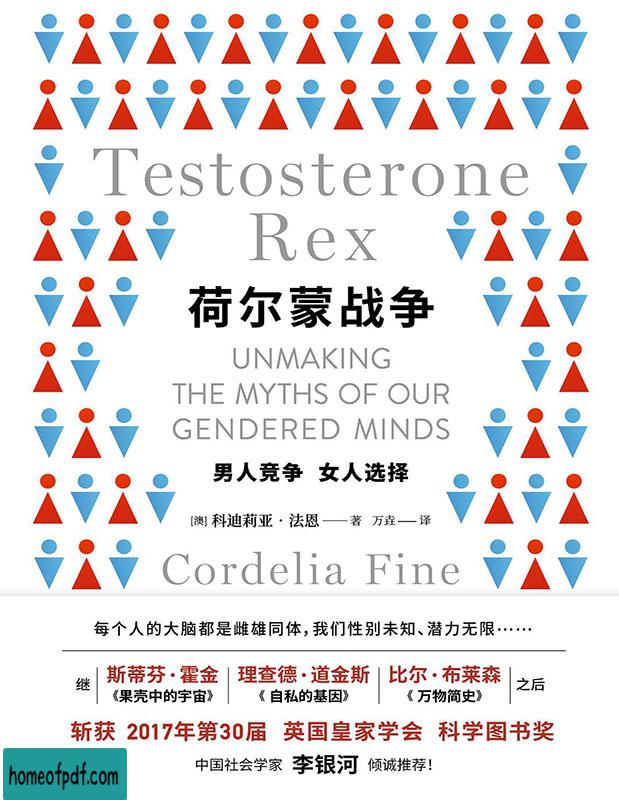 Testosterone
Rex
荷尔蒙战争
UNMAKING
THE MYTHS OF OUR
GENDERED MINDS
男人竞争 女人选择
[澳] 科迪莉亚·法恩——著 万垚—译
Cordelia Fine
每个人的大脑都是雌雄同体，我们性别未知、潜力无限……
继 斯蒂芬·霍金 理查德·道金斯 比尔·布莱森 之后
《果壳中的宇宙》 《自私的基因》 《万物简史》
斩获 2017年第30届 英国皇家学会 科学图书奖
中国社会学家 李银河 倾诚推荐！
homeofpdf.com